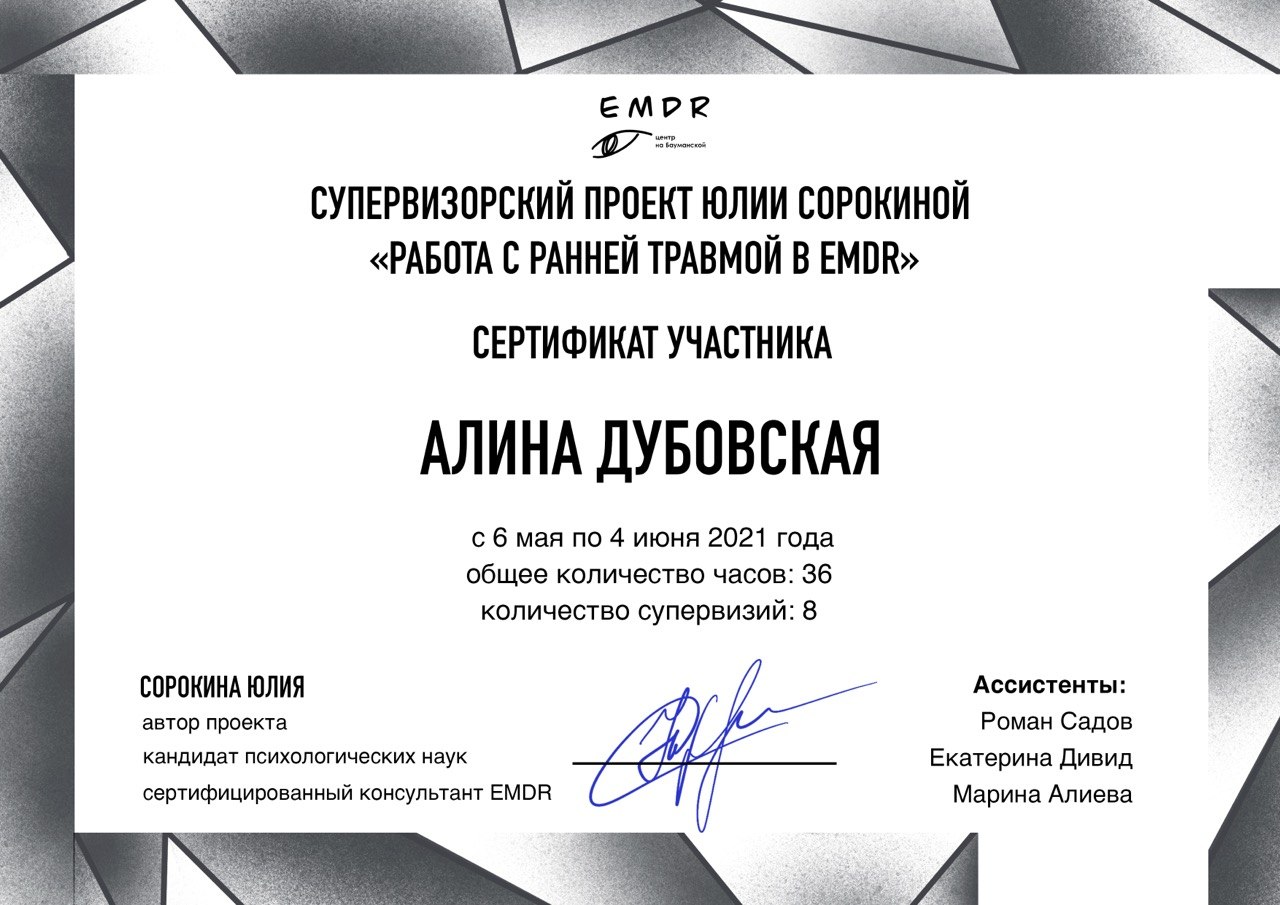 EMDR
центр
на Бауманской
СУПЕРВИЗОРСКИЙ ПРОЕКТ ЮЛИИ СОРОКИНОЙ
«РАБОТА С РАННЕЙ ТРАВМОЙ В EMDR»
СЕРТИФИКАТ УЧАСТНИКА
АЛИНА ДУБОВСКАЯ
с 6 мая по 4 июня 2021 года
общее количество часов: 36
количество супервизий: 8
СОРОКИНА ЮЛИЯ
автор проекта
кандидат психологических наук
сертифицированный консультант EMDR
Ассистенты:
Роман Садов
Екатерина Дивид
Марина Алиева